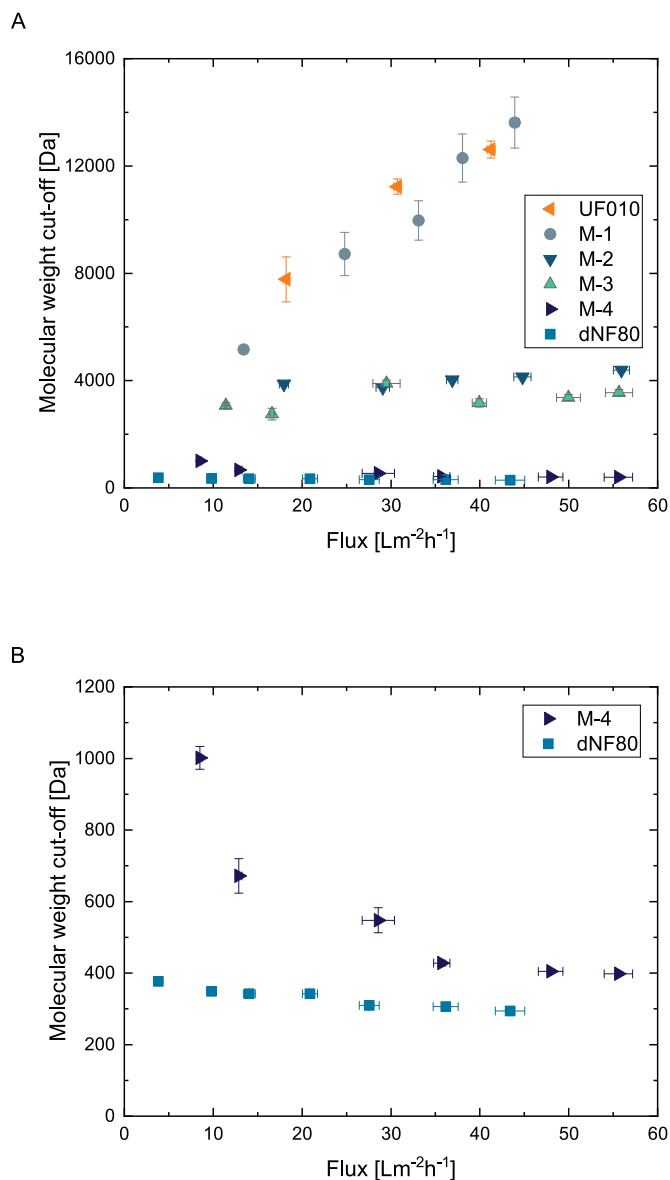 A
16000
12000
8000
4000
0
Molecular weight cut-off [Da]
UF010
M-1
M-2
M-3
M-4
dNF80
0 10 20 30 40 50 60
Flux [Lm⁻²h⁻¹]
B
1200
1000
800
600
400
200
0
Molecular weight cut-off [Da]
M-4
dNF80
0 10 20 30 40 50 60
Flux [Lm⁻²h⁻¹]